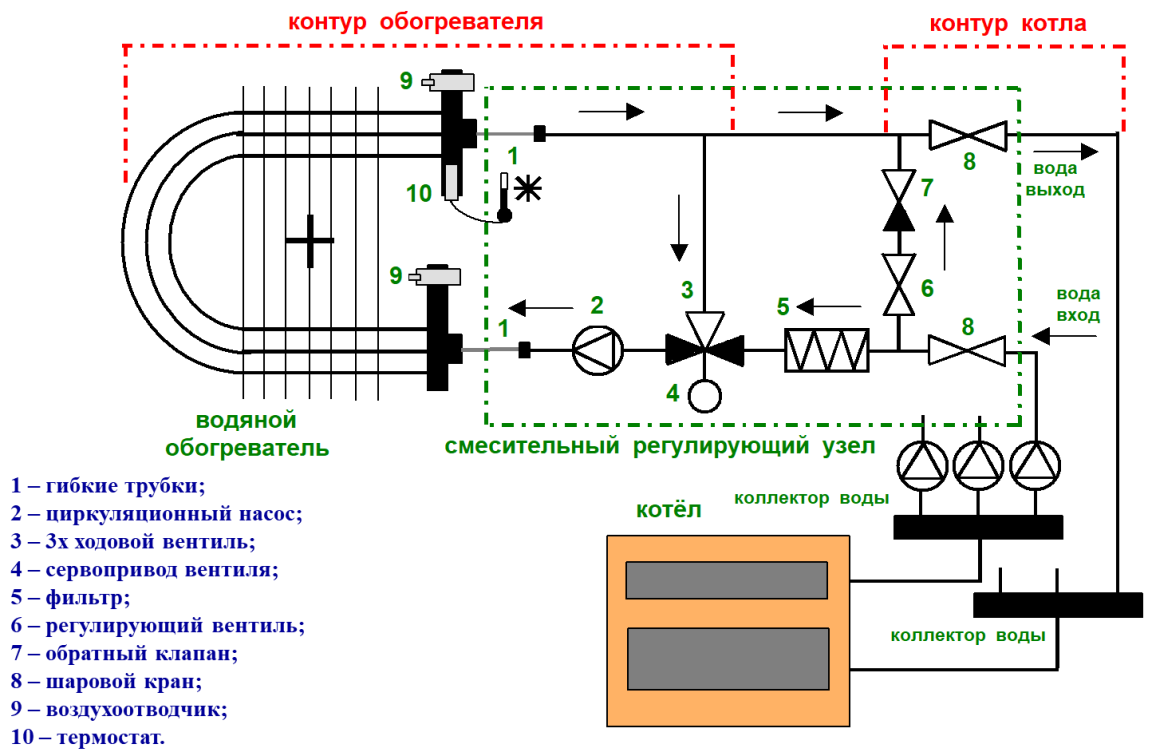 контур обогревателя
контур котла
9
1
10
8
вода
выход
7
9
1
2
3
5
6
вода
вход
8
4
водяной
обогреватель
смесительный регулирующий узел
1 – гибкие трубки;
2 – циркуляционный насос;
3 – 3х ходовой вентиль;
4 – сервопривод вентиля;
5 – фильтр;
6 – регулирующий вентиль;
7 – обратный клапан;
8 – шаровой кран;
9 – воздухоотводчик;
10 – термостат.
котёл
коллектор воды
коллектор воды